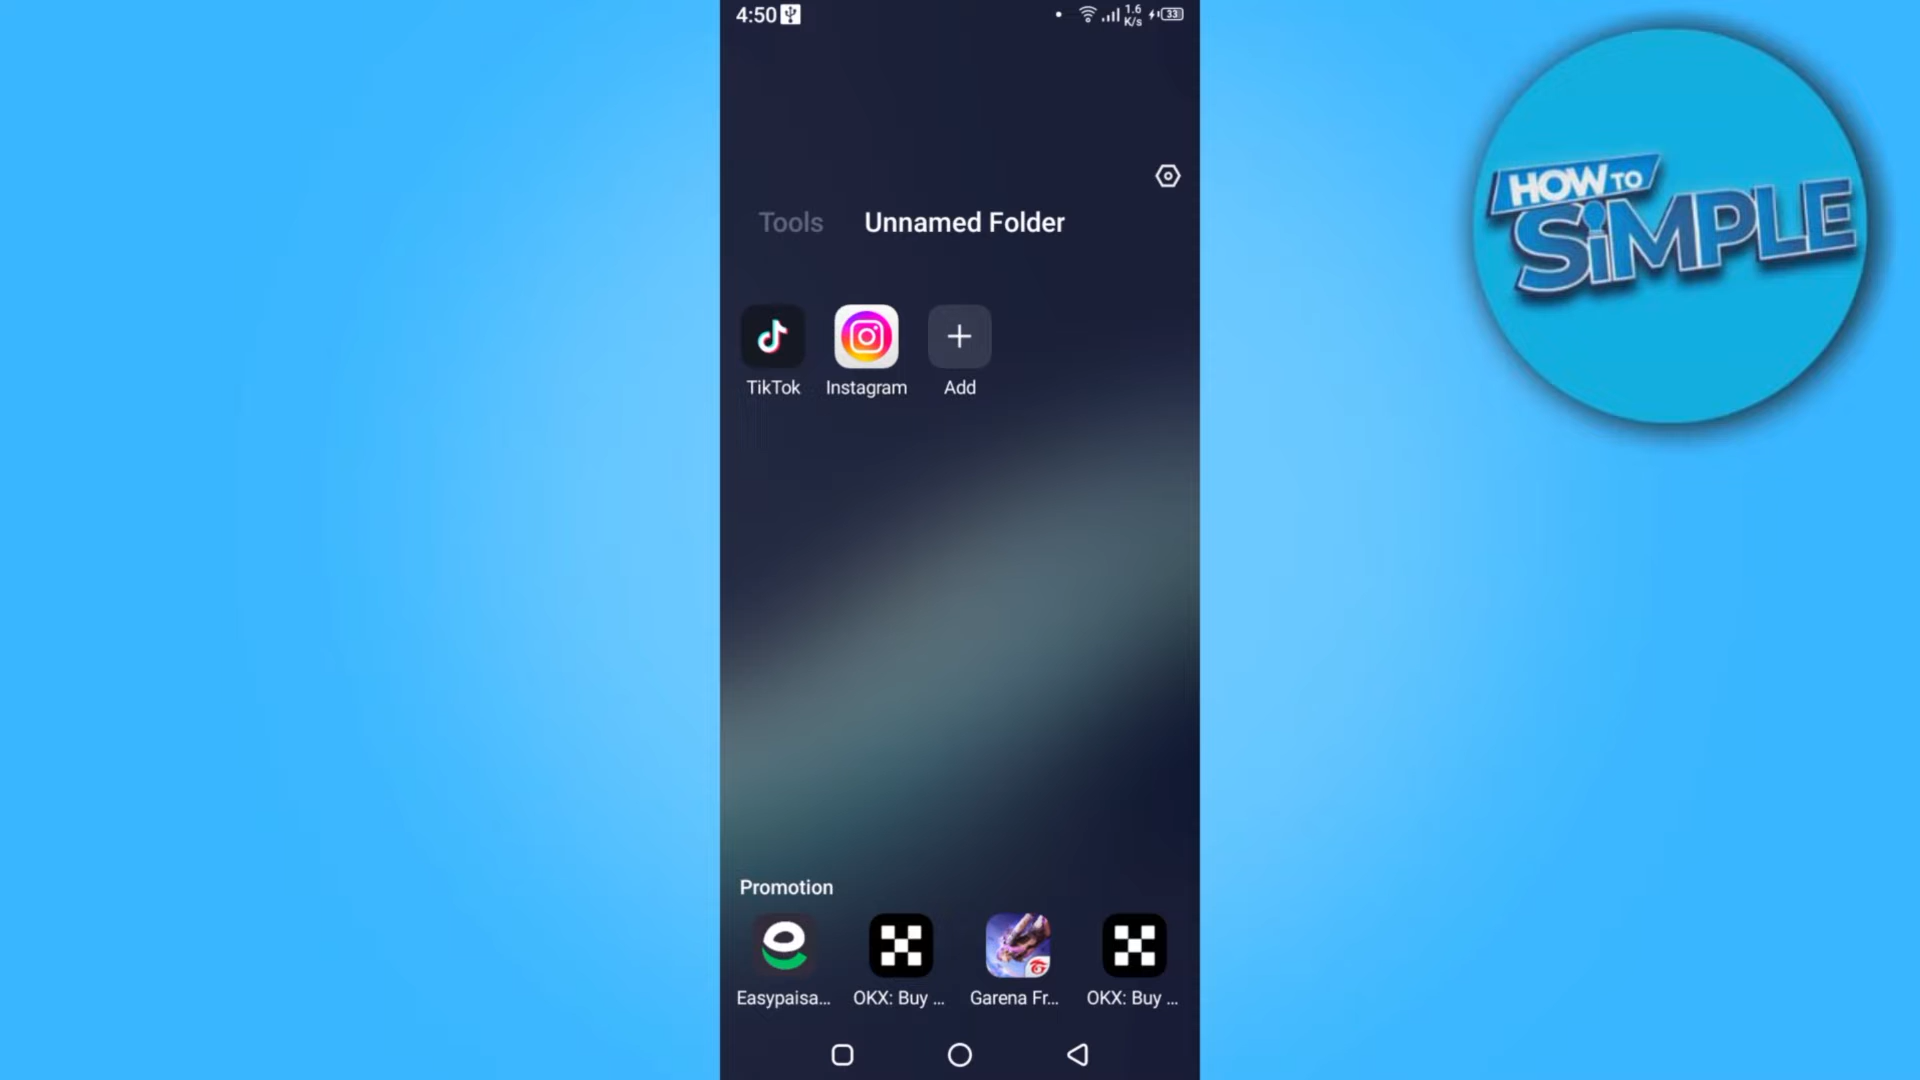 4:50
1.6
K/s
33
HOW TO
SiMPLE
Tools
Unnamed Folder
TikTok
Instagram
Add
Promotion
Easypaisa...
OKX: Buy ...
Garena Fr...
OKX: Buy ...